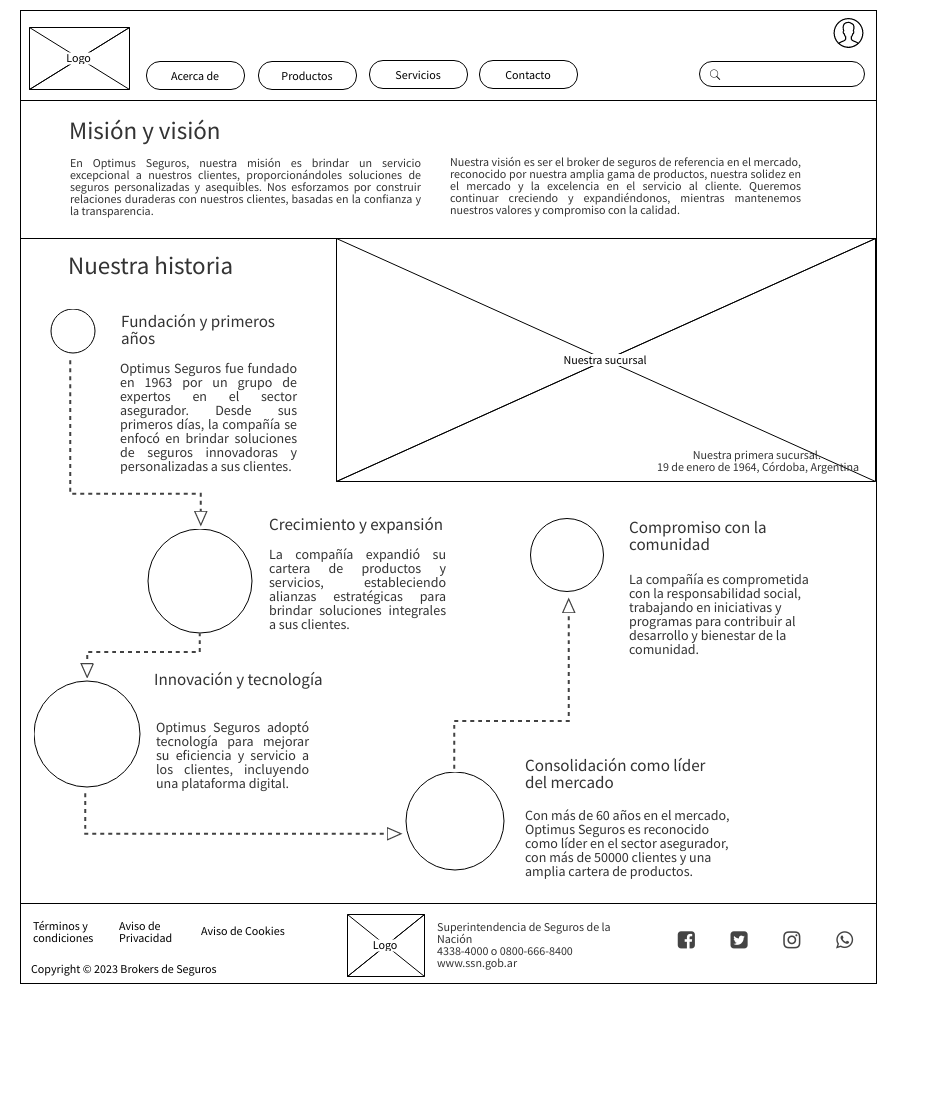 Logo
Acerca de
Productos
Servicios
Contacto
Misión y visión
En Optimus Seguros, nuestra misión es brindar un servicio
excepcional a nuestros clientes, proporcionándoles soluciones de
seguros personalizadas y asequibles. Nos esforzamos por construir
relaciones duraderas con nuestros clientes, basadas en la confianza y
la transparencia.
Nuestra visión es ser el broker de seguros de referencia en el mercado,
reconocido por nuestra amplia gama de productos, nuestra solidez en
el mercado y la excelencia en el servicio al cliente. Queremos
continuar creciendo y expandiéndonos, mientras mantenemos
nuestros valores y compromiso con la calidad.
Nuestra historia
Fundación y primeros
años
Optimus Seguros fue fundado
en 1963 por un grupo de
expertos en el sector
asegurador. Desde sus
primeros días, la compañía se
enfocó en brindar soluciones
de seguros innovadoras y
personalizadas a sus clientes.
Nuestra sucursal
Nuestra primera sucursal.
19 de enero de 1964, Córdoba, Argentina
Crecimiento y expansión
La compañía expandió su
cartera de productos y
servicios, estableciendo
alianzas estratégicas para
brindar soluciones integrales
a sus clientes.
Innovación y tecnología
Optimus Seguros adoptó
tecnología para mejorar
su eficiencia y servicio a
los clientes, incluyendo
una plataforma digital.
Consolidación como líder
del mercado
Con más de 60 años en el mercado,
Optimus Seguros es reconocido
como líder en el sector asegurador,
con más de 50000 clientes y una
amplia cartera de productos.
Compromiso con la
comunidad
La compañía es comprometida
con la responsabilidad social,
trabajando en iniciativas y
programas para contribuir al
desarrollo y bienestar de la
comunidad.
Términos y
condiciones
Aviso de
Privacidad
Aviso de Cookies
Copyright © 2023 Brokers de Seguros
Logo
Superintendencia de Seguros de la
Nación
4338-4000 o 0800-666-8400
www.ssn.gob.ar